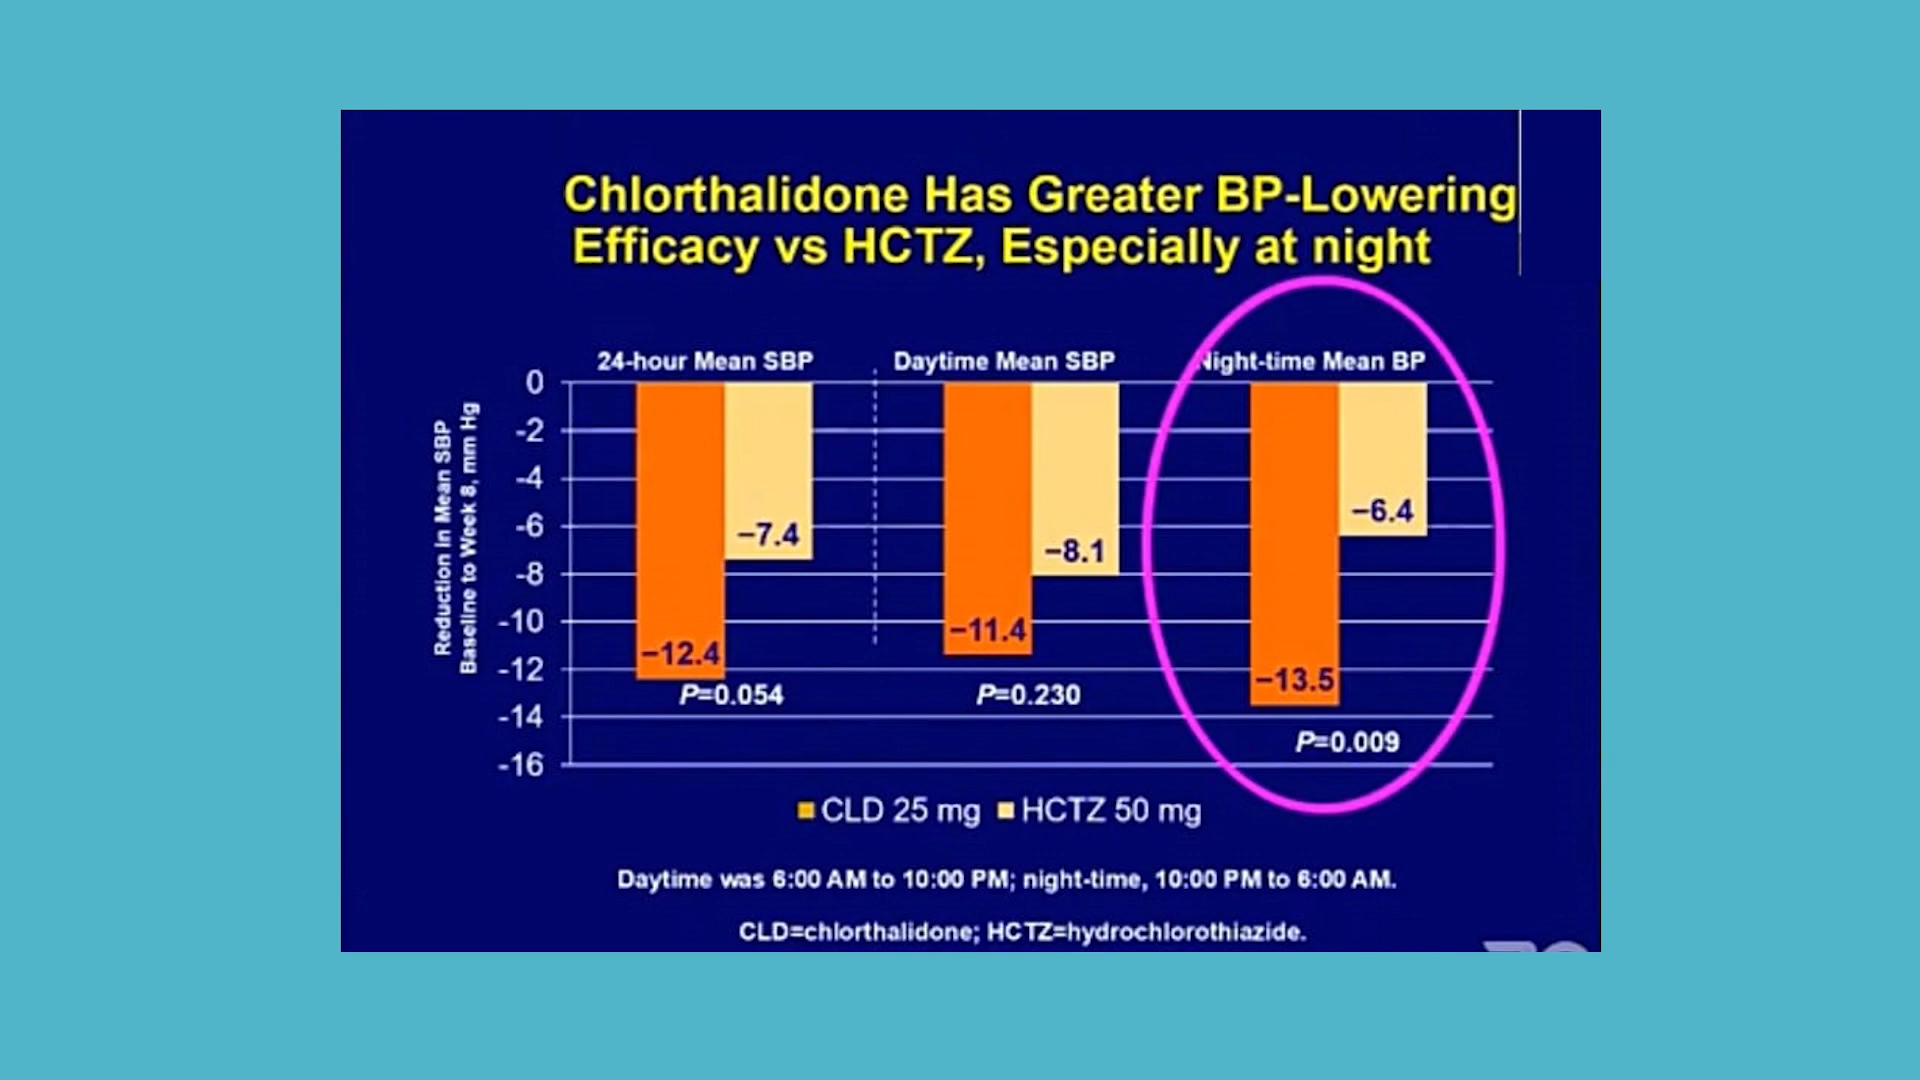 Chlorthalidone Has Greater BP-Lowering
Efficacy vs HCTZ, Especially at night
24-hour Mean SBP
Daytime Mean SBP
Night-time Mean BP
Reduction in Mean SBP
Baseline to Week 8, mm Hg
0
-2
-4
-6
-8
-10
-12
-14
-16
−12.4
−7.4
P=0.054
−11.4
−8.1
P=0.230
−13.5
−6.4
P=0.009
CLD 25 mg HCTZ 50 mg
Daytime was 6:00 AM to 10:00 PM; night-time, 10:00 PM to 6:00 AM.
CLD=chlorthalidone; HCTZ=hydrochlorothiazide.